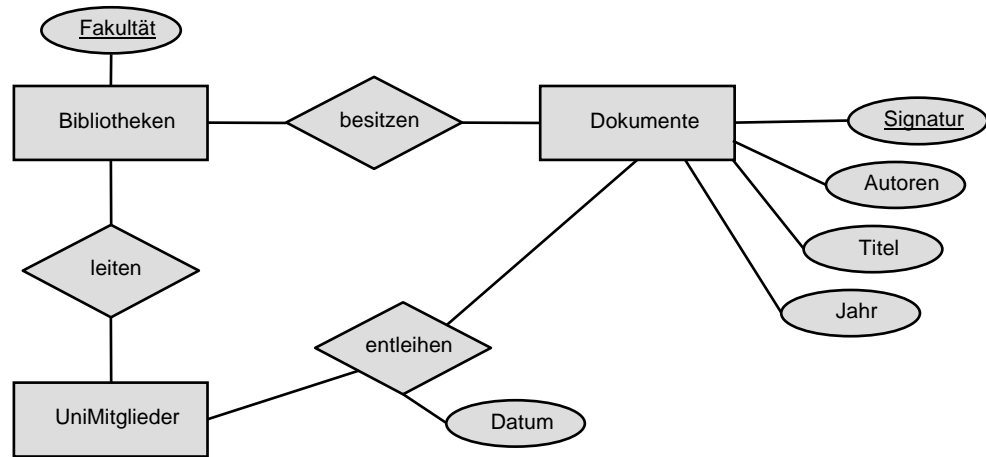 Fakultät
Bibliotheken
besitzen
Dokumente
Signatur
Autoren
leiten
Titel
Jahr
entleihen
UniMitglieder
Datum